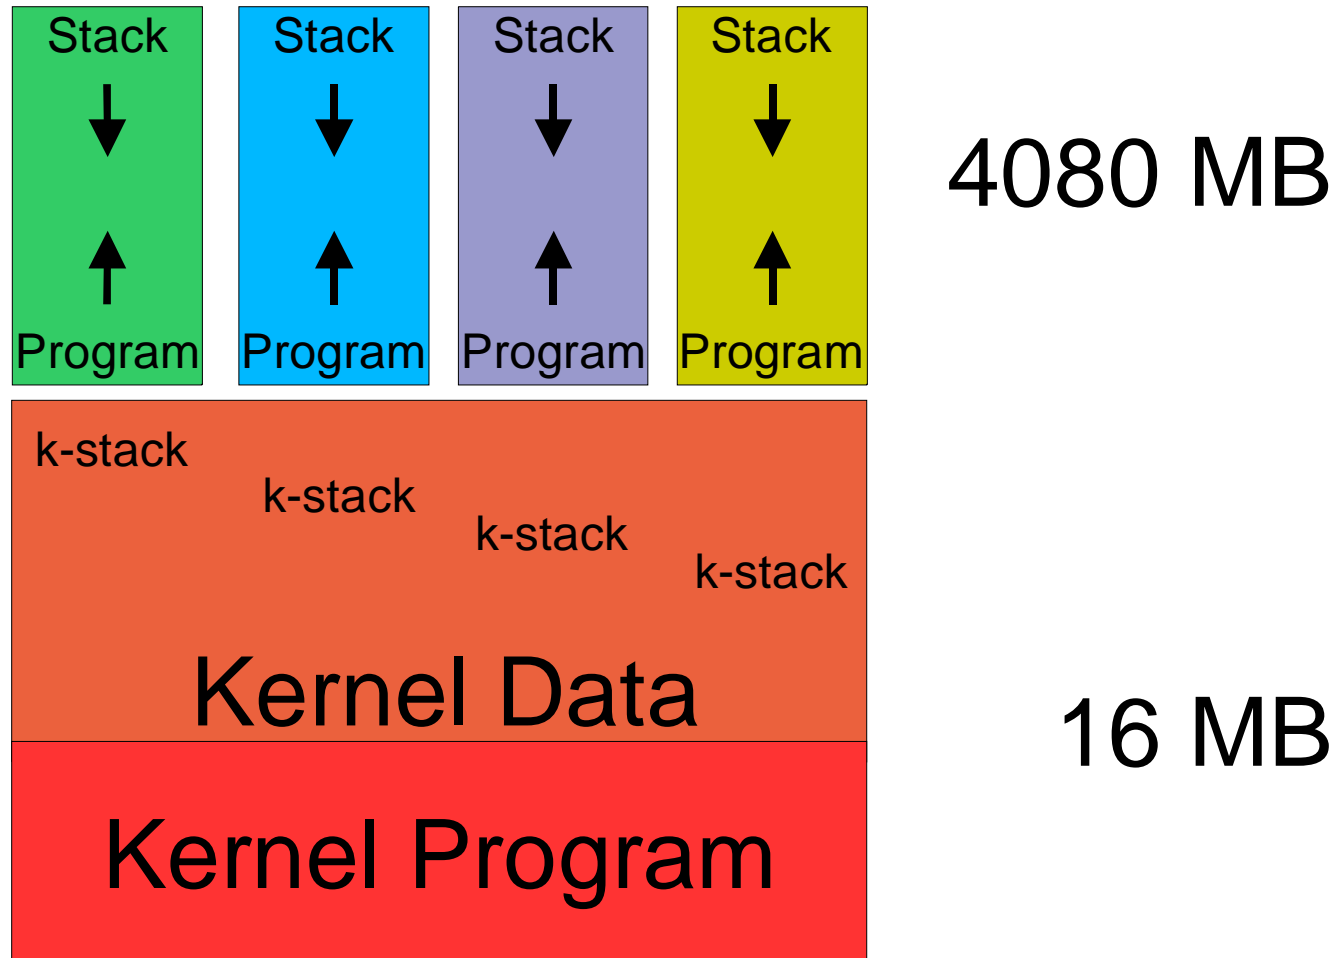 Stack Stack Stack Stack
4080 MB
Program Program Program Program
k-stack
k-stack
k-stack
k-stack
Kernel Data
16 MB
Kernel Program